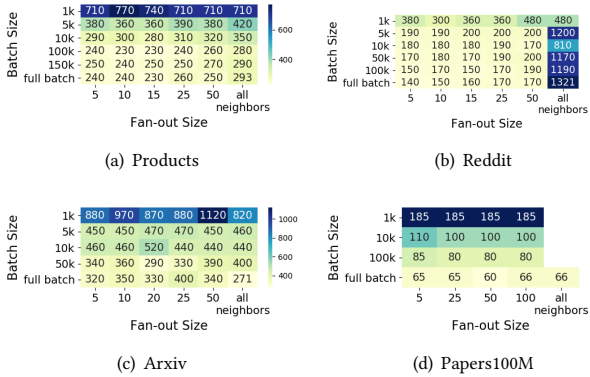 Batch Size
1k 710 770 740 710 710 710
5k 380 360 360 390 380 420
10k 290 300 280 310 320 350
100k 240 230 230 240 260 280
150k 250 240 230 230 250 290
full batch 240 240 230 260 250 293
5 10 15 25 50 all neighbors
Fan-out Size
600
400
(a) Products
Batch Size
1k 380 300 360 360 480 480
5k 190 190 200 200 200 1200
10k 180 180 180 190 170 810
50k 170 180 170 190 200 1170
100k 150 170 170 190 170 1190
full batch 140 150 160 170 170 1321
5 10 15 25 50 all neighbors
Fan-out Size
(b) Reddit
Batch Size
1k 880 970 870 880 1120 820
5k 450 450 470 470 450 460
10k 460 460 520 440 440 440
50k 340 360 290 330 390 400
full batch 320 350 330 400 340 271
5 10 20 25 50 all neighbors
Fan-out Size
1000
800
600
400
(c) Arxiv
Batch Size
1k 185 185 185 185
10k 110 100 100 100
100k 85 80 80 80
full batch 65 65 60 66 66
5 25 50 100 all neighbors
Fan-out Size
(d) Papers100M